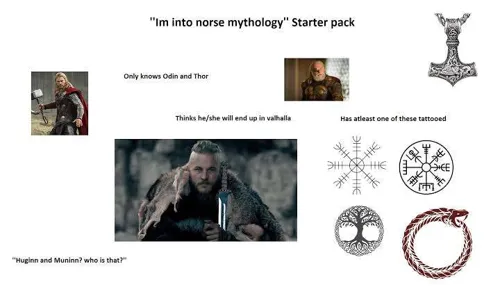 "Im into norse mythology" Starter pack
Only knows Odin and Thor
Thinks he/she will end up in valhalla
Has atleast one of these tattooed
"Huginn and Muninn? who is that?"